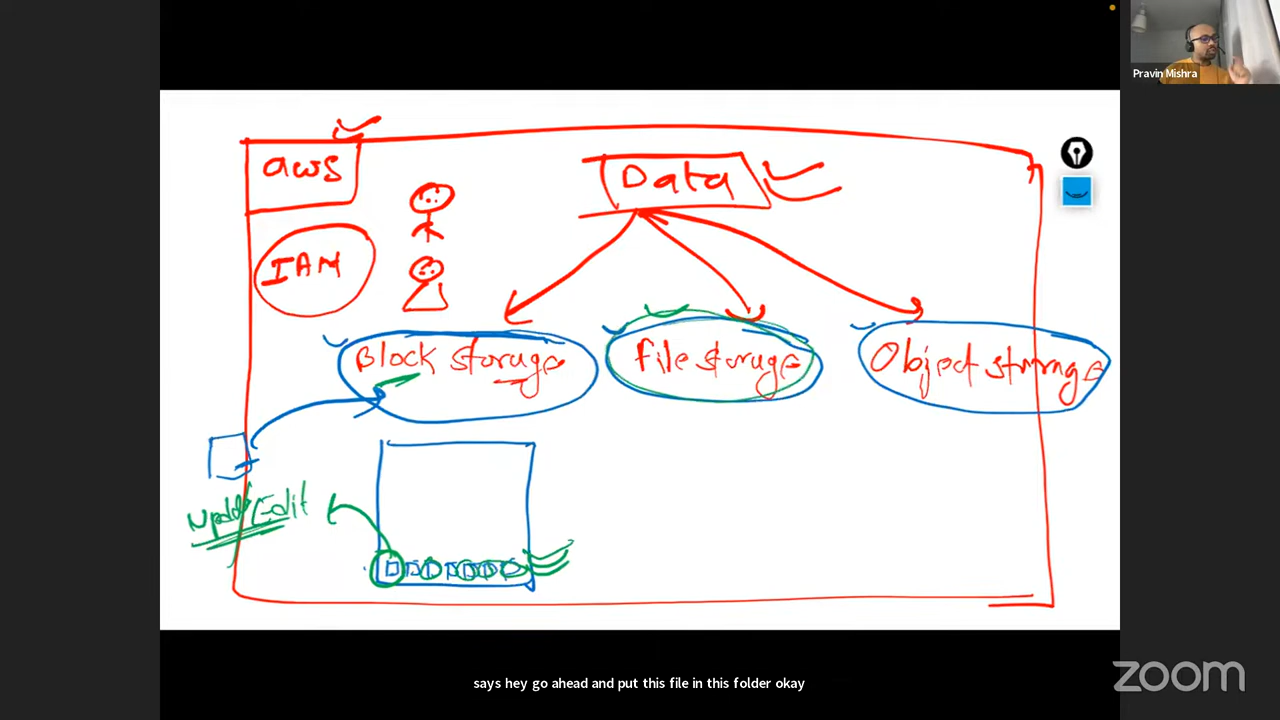 Pravin Mishra
aws
Data
IAM
Block storage
File storage
Object storage
Update/Edit
says hey go ahead and put this file in this folder okay
zoom